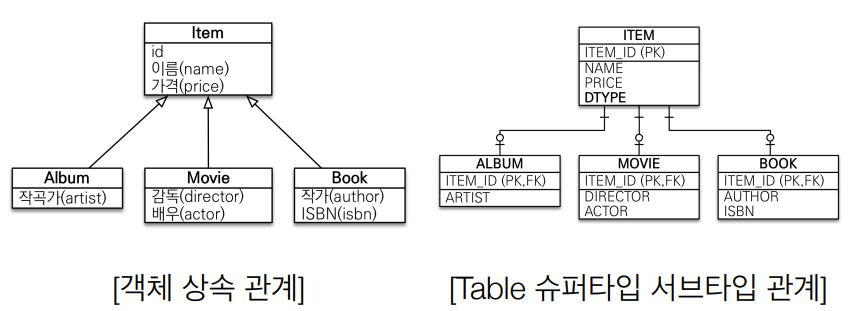 Item
id
이름(name)
가격(price)
Album
작곡가(artist)
Movie
감독(director)
배우(actor)
Book
작가(author)
ISBN(isbn)
[객체 상속 관계]
ITEM
ITEM_ID (PK)
NAME
PRICE
DTYPE
ALBUM
ITEM_ID (PK,FK)
ARTIST
MOVIE
ITEM_ID (PK,FK)
DIRECTOR
ACTOR
BOOK
ITEM_ID (PK,FK)
AUTHOR
ISBN
[Table 슈퍼타입 서브타입 관계]